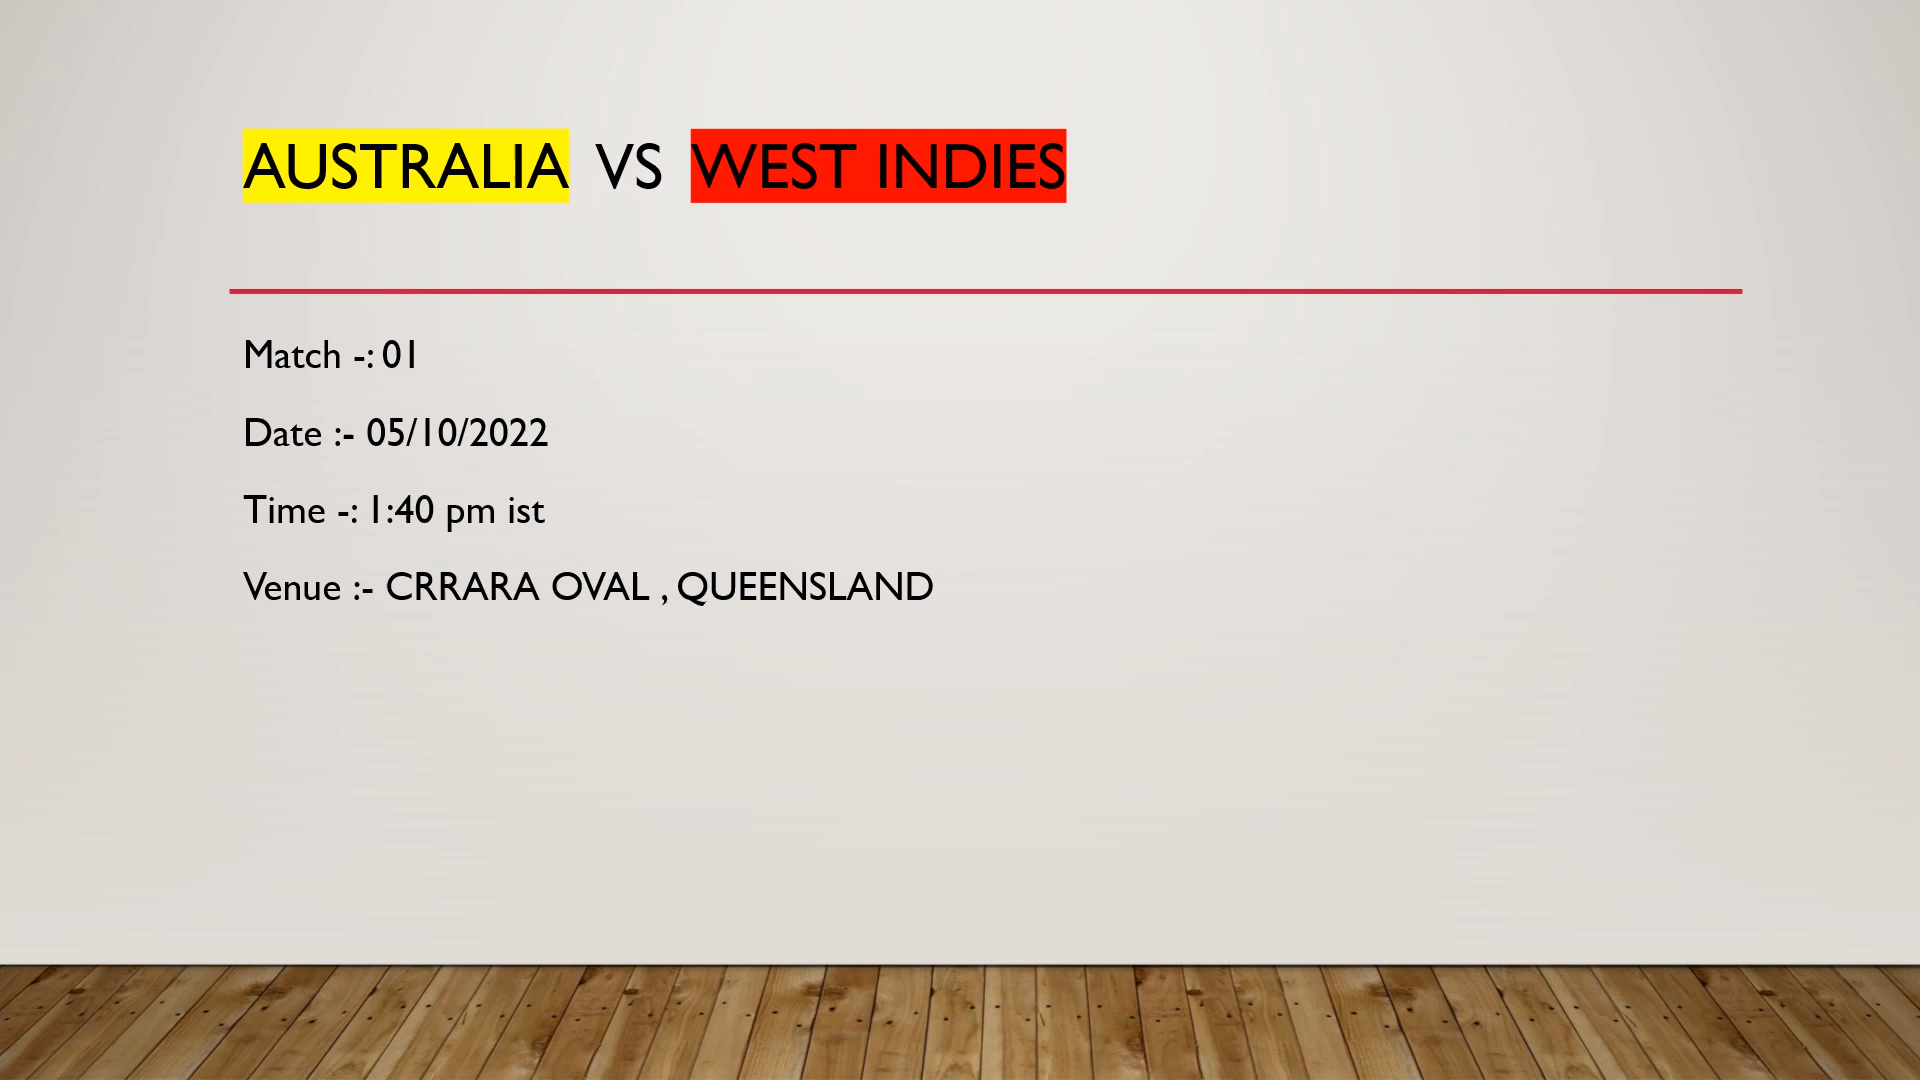 AUSTRALIA VS WEST INDIES
Match -: 01
Date :- 05/10/2022
Time -: 1:40 pm ist
Venue :- CRRARA OVAL , QUEENSLAND